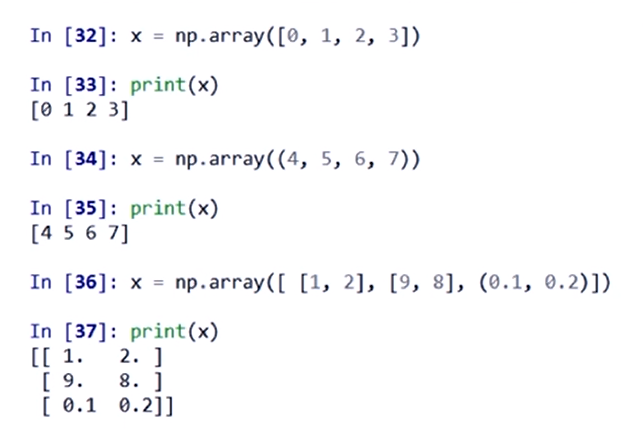 In [32]: x = np.array([0, 1, 2, 3])
In [33]: print(x)
[0 1 2 3]
In [34]: x = np.array((4, 5, 6, 7))
In [35]: print(x)
[4 5 6 7]
In [36]: x = np.array([ [1, 2], [9, 8], (0.1, 0.2)])
In [37]: print(x)
[[ 1.   2. ]
 [ 9.   8. ]
 [ 0.1  0.2]]